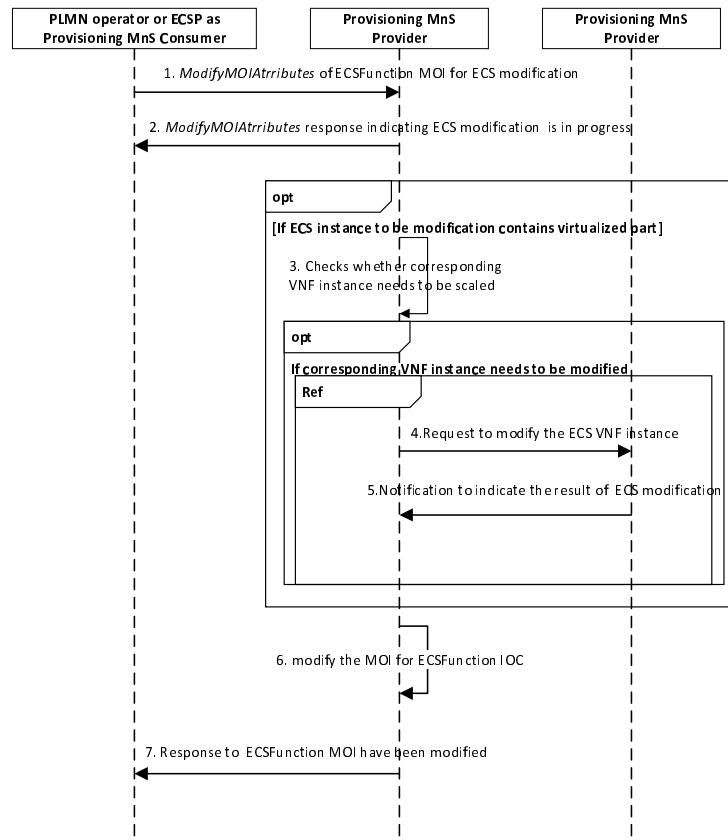 PLMN operator or ECSP as
Provisioning MnS Consumer
Provisioning MnS
Provider
Provisioning MnS
Provider
1. ModifyMOIAtrributes of ECSFunction MOI for ECS modification
2. ModifyMOIAtrributes response indicating ECS modification is in progress
opt
[If ECS instance to be modification contains virtualized part]
3. Checks whether corresponding
VNF instance needs to be scaled
opt
If corresponding VNF instance needs to be modified
Ref
4.Request to modify the ECS VNF instance
5.Notification to indicate the result of ECS modification
6. modify the MOI for ECSFunction IOC
7. Response to ECSFunction MOI have been modified